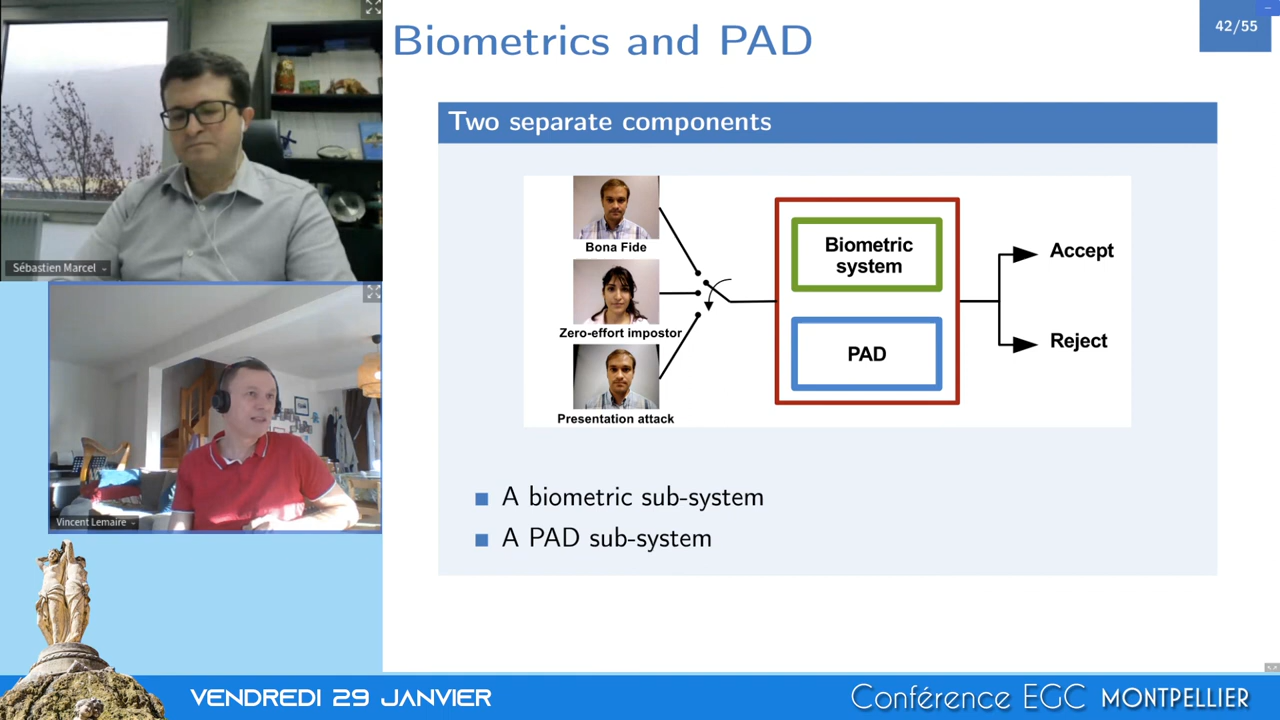 Biometrics and PAD
42/55
Two separate components
Bona Fide
Zero-effort impostor
Presentation attack
Biometric
system
PAD
Accept
Reject
A biometric sub-system
A PAD sub-system
Sébastien Marcel
Vincent Lemaire
VENDREDI 29 JANVIER
Conférence EGC MONTPELLIER